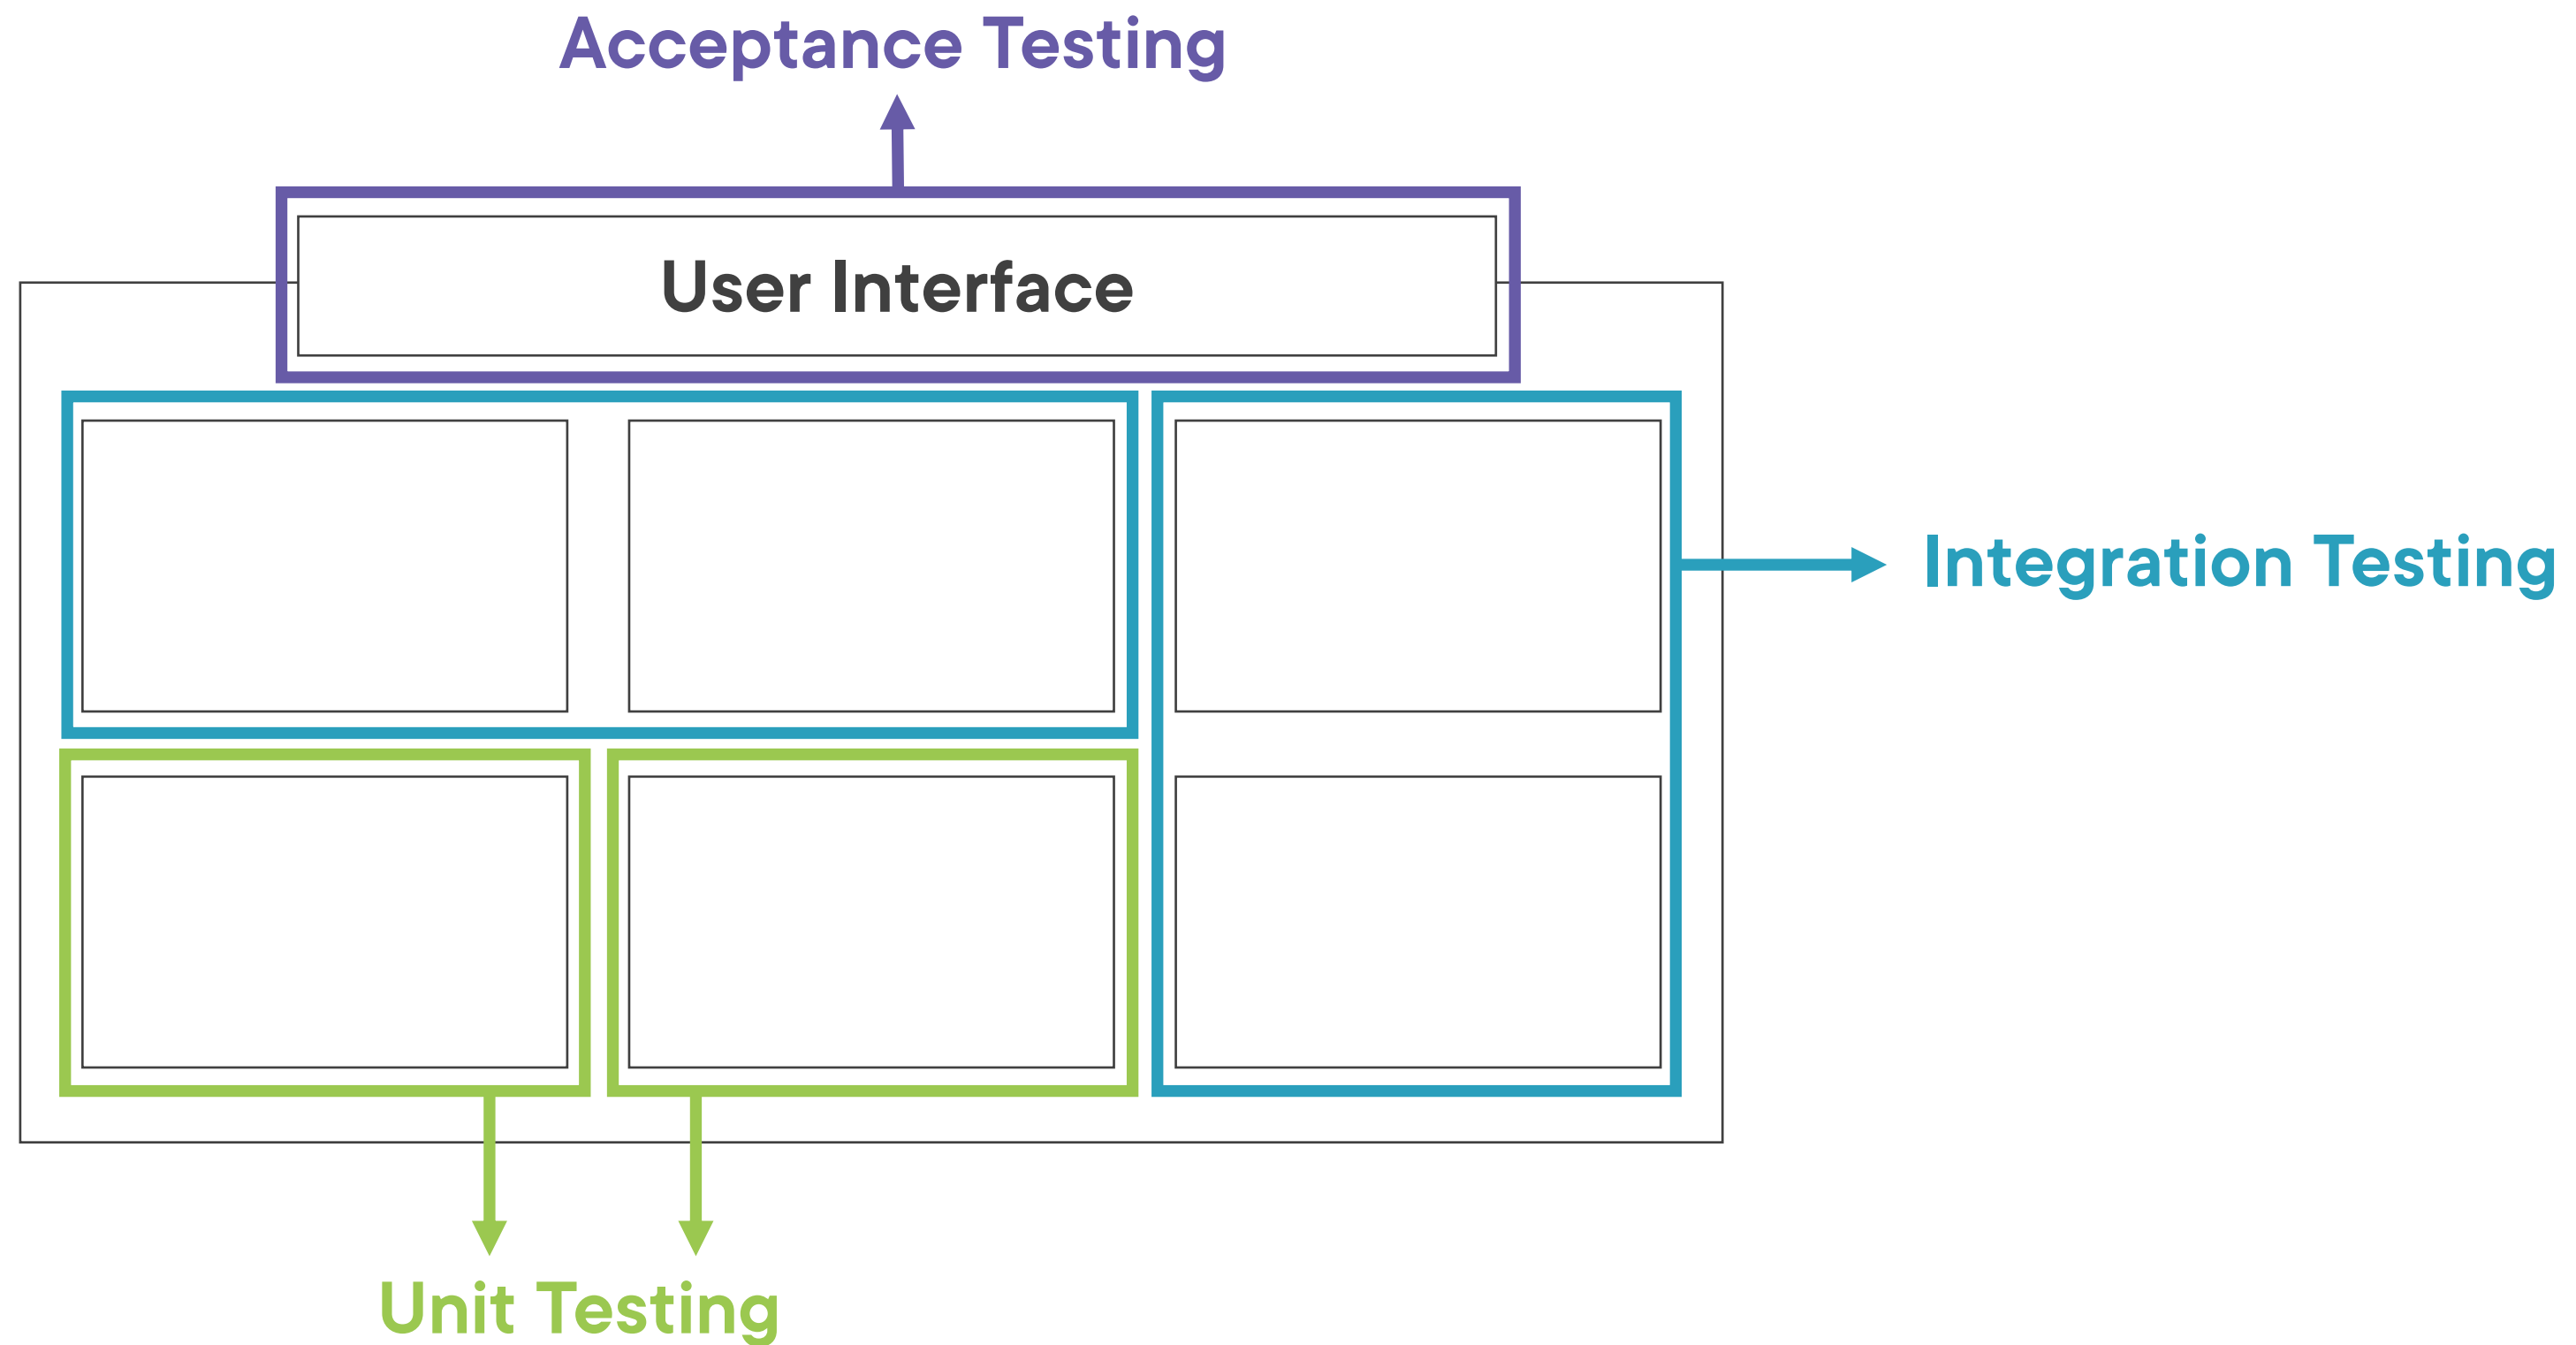 Acceptance Testing
User Interface
Integration Testing
Unit Testing